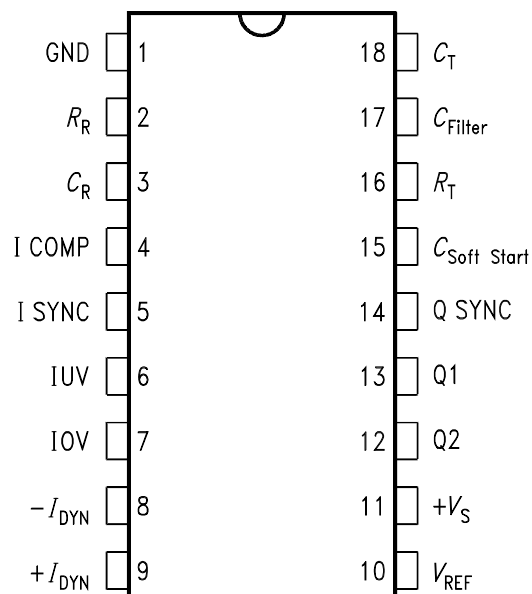 GND 1 18 C_T
R_R 2 17 C_Filter
C_R 3 16 R_T
I COMP 4 15 C_Soft Start
I SYNC 5 14 Q SYNC
IUV 6 13 Q1
IOV 7 12 Q2
-I_DYN 8 11 +V_S
+I_DYN 9 10 V_REF